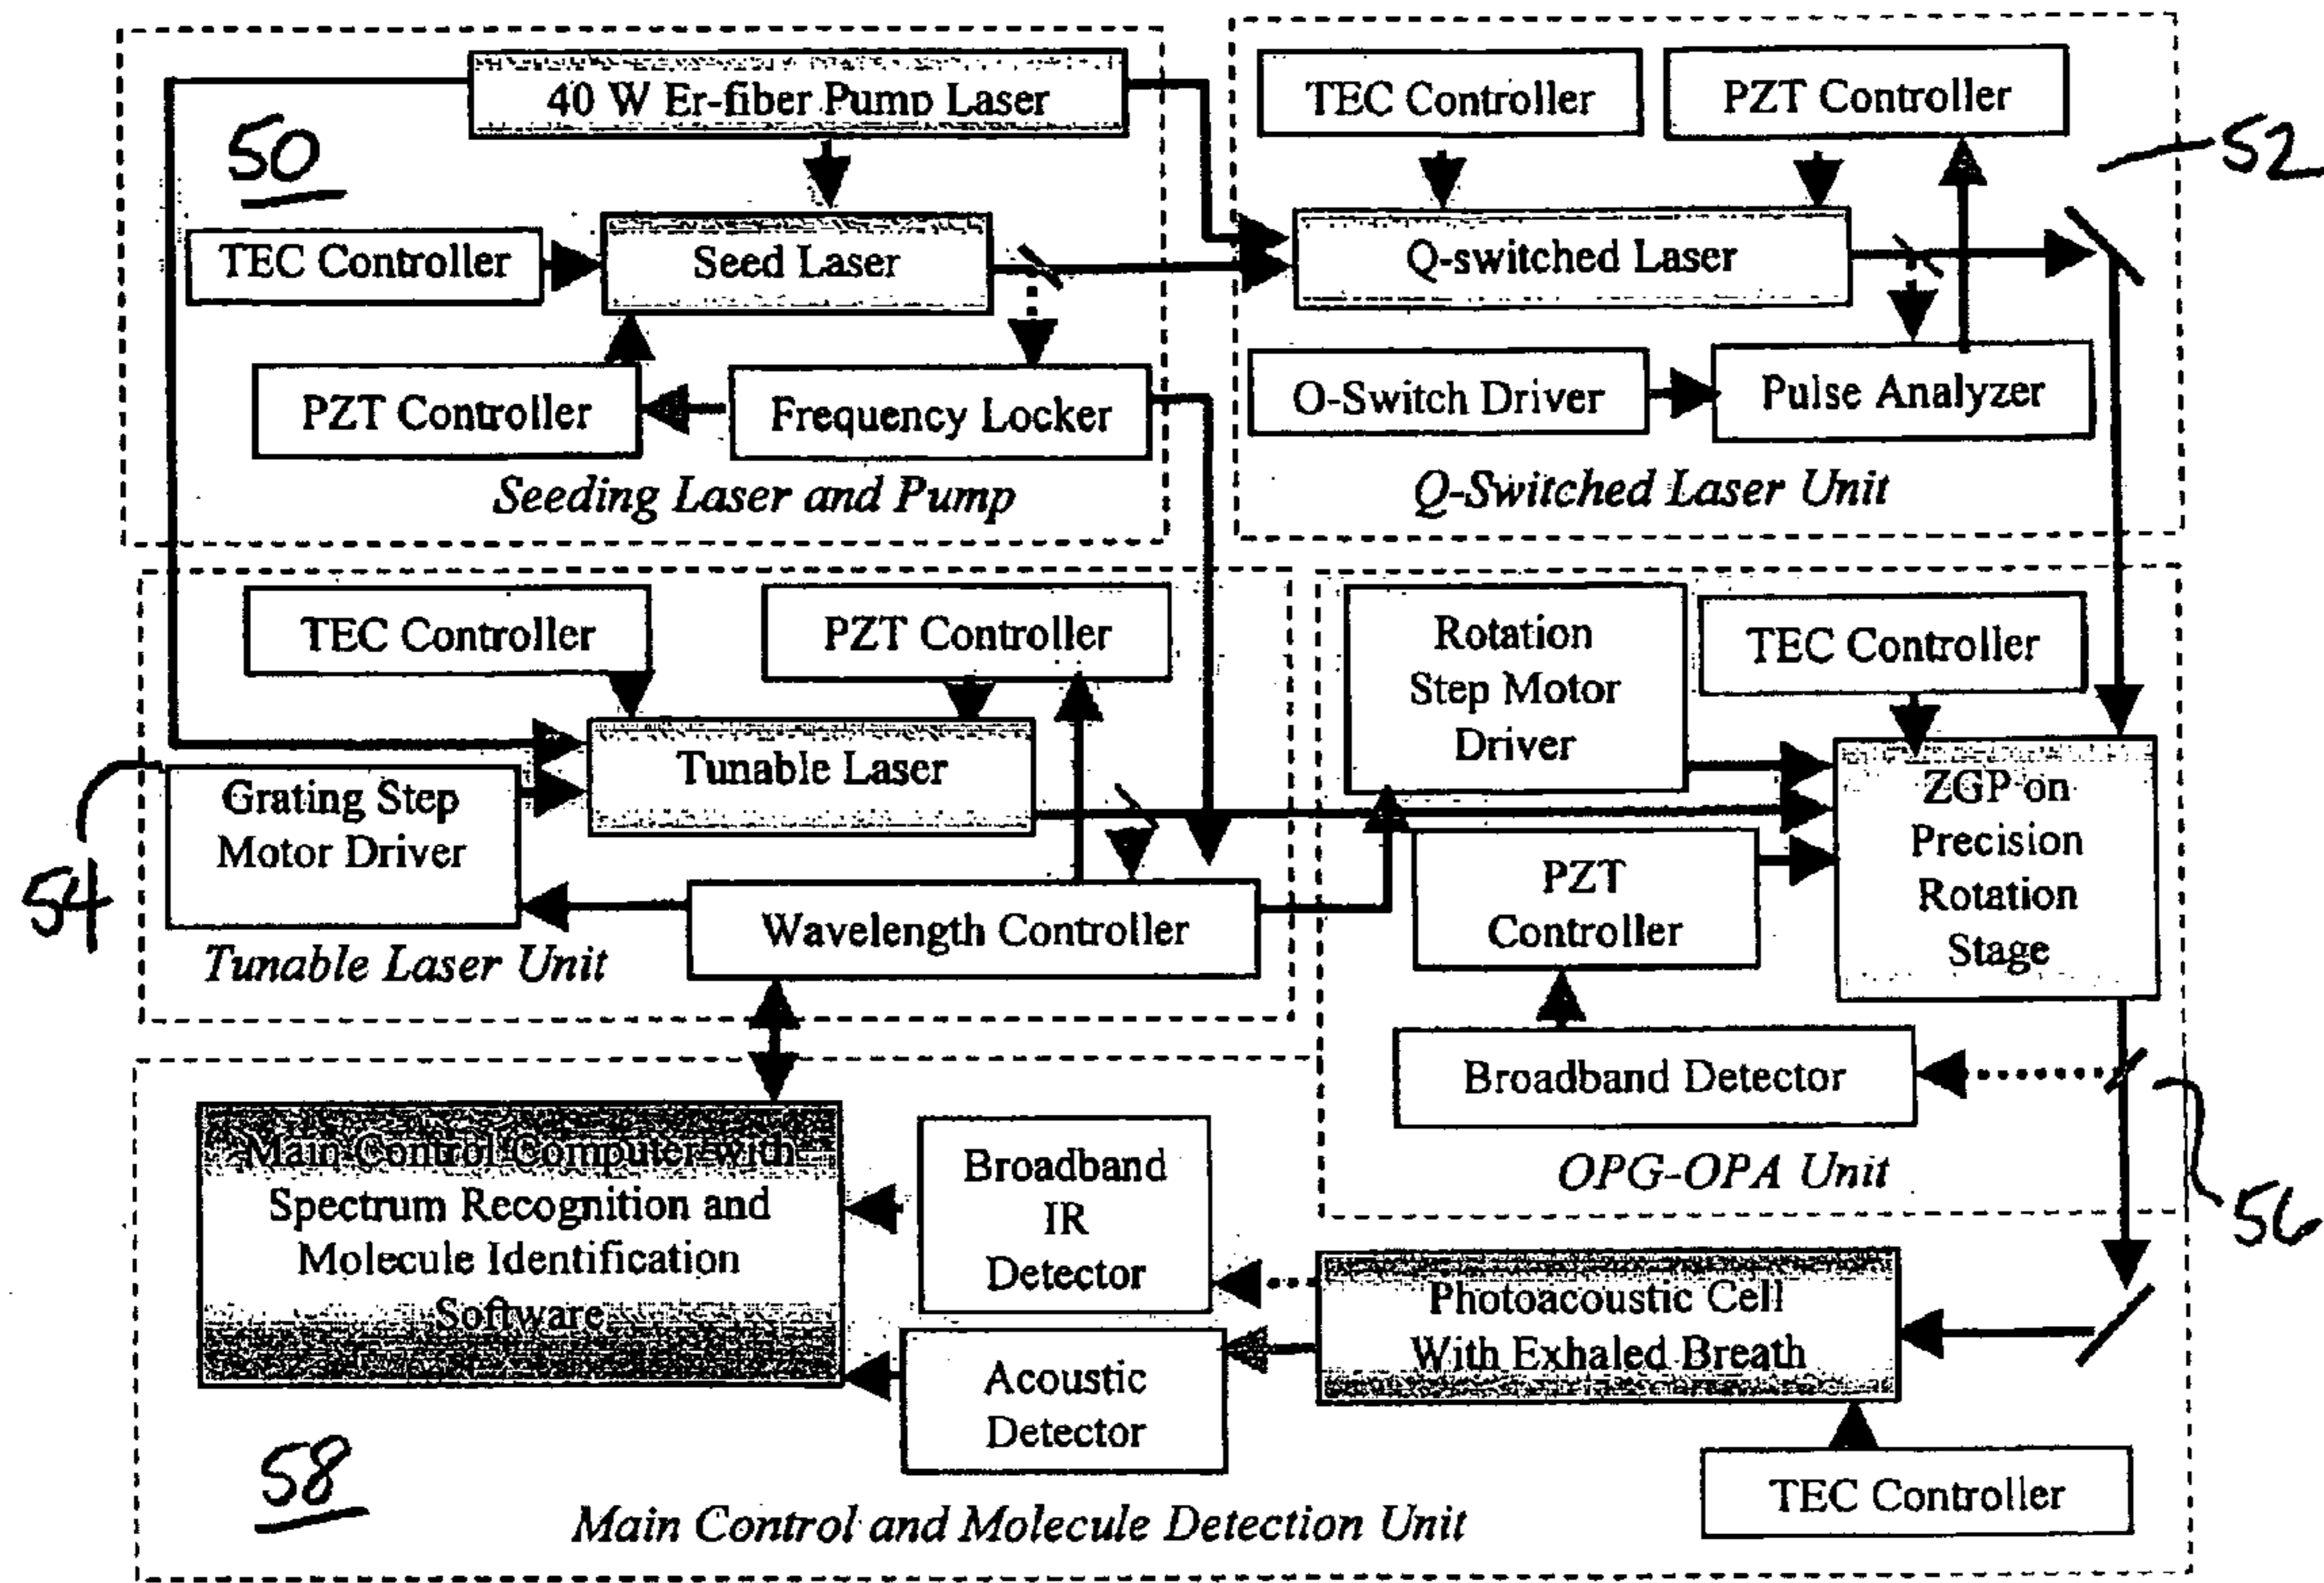 40 W Er-fiber Pump Laser
50
TEC Controller
Seed Laser
PZT Controller
Frequency Locker
Seeding Laser and Pump
TEC Controller
PZT Controller
52
Q-switched Laser
O-Switch Driver
Pulse Analyzer
Q-Switched Laser Unit
TEC Controller
PZT Controller
Tunable Laser
Grating Step
Motor Driver
54
Wavelength Controller
Tunable Laser Unit
Rotation
Step Motor
Driver
TEC Controller
ZGP on
Precision
Rotation
Stage
PZT
Controller
Broadband Detector
OPG-OPA Unit
56
Main Control Computer with
Spectrum Recognition and
Molecule Identification
Software
Broadband
IR
Detector
Acoustic
Detector
Photoacoustic Cell
With Exhaled Breath
TEC Controller
58
Main Control and Molecule Detection Unit